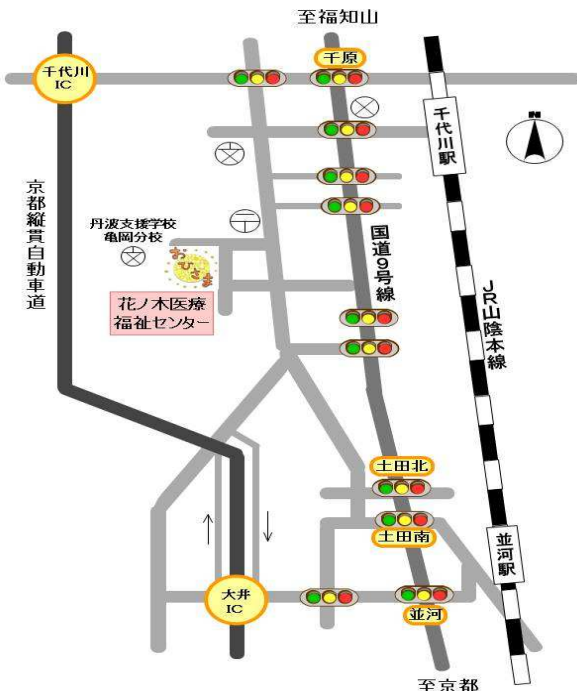 至福知山
千原
千代川
IC
千代川駅
N
京都縦貫自動車道
丹波支援学校
亀岡分校
おひさま
花ノ木医療
福祉センター
国道9号線
JR山陰本線
土田北
土田南
並河駅
大井
IC
並河
至京都